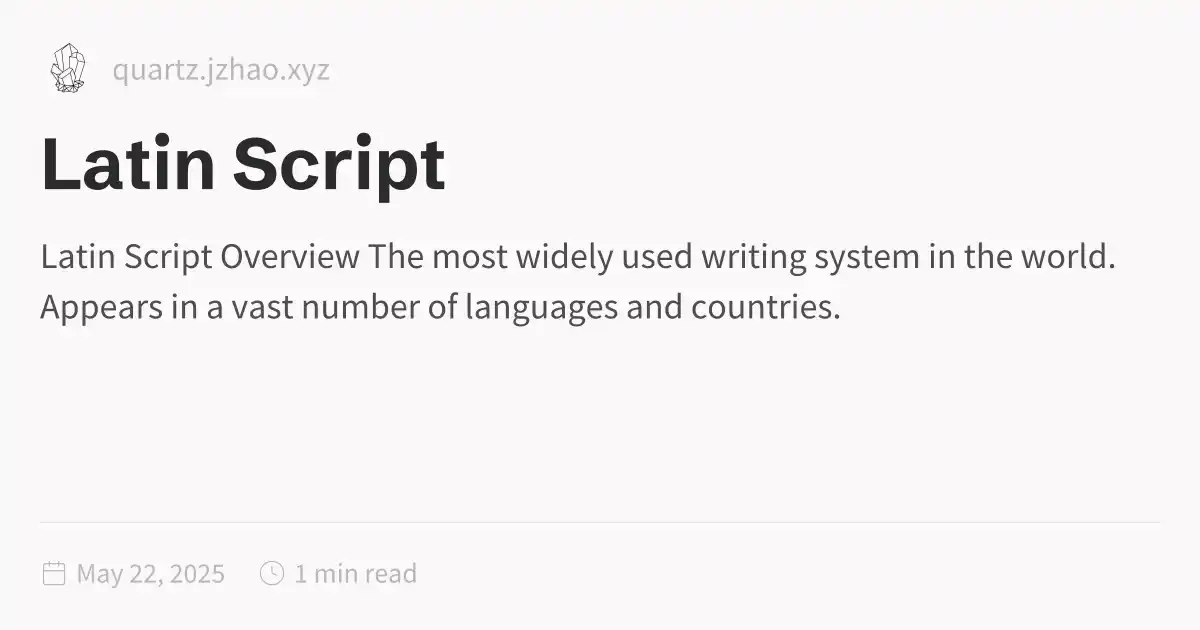 quartz.jzhao.xyz
Latin Script
Latin Script Overview The most widely used writing system in the world.
Appears in a vast number of languages and countries.
May 22, 2025 1 min read